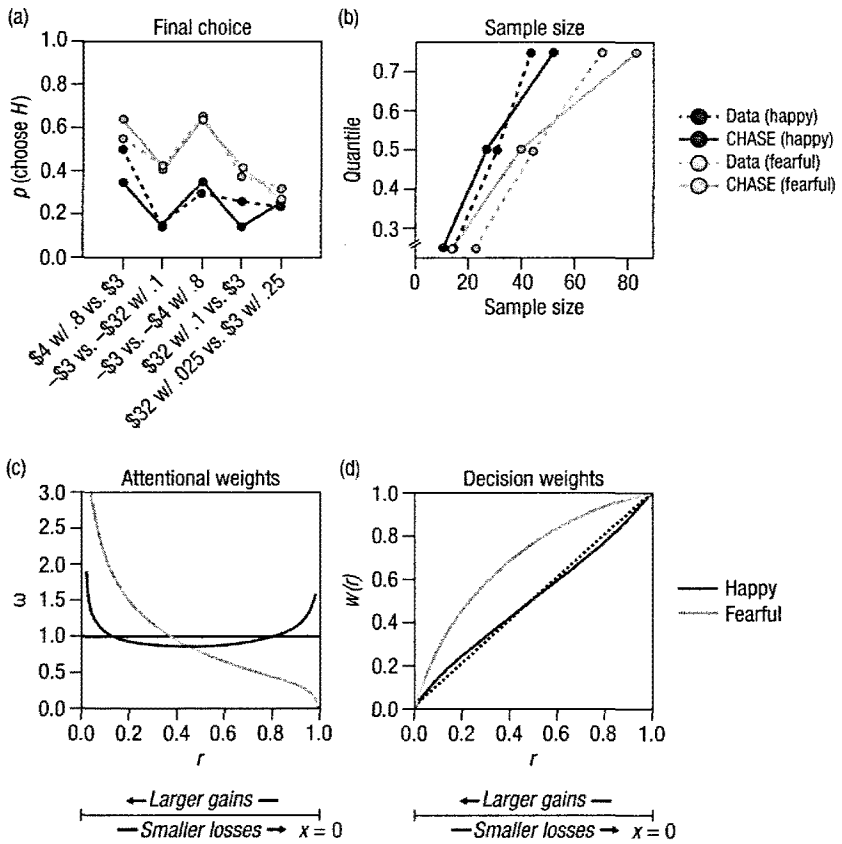 (a)
Final choice
p (choose H)
1.0
0.8
0.6
0.4
0.2
0.0
$4 w/ .8 vs. $3
–$3 vs. –$32 w/ .1
–$3 vs. –$4 w/ .8
$32 w/ .1 vs. $3
$32 w/ .025 vs. $3 w/ .25
(b)
Sample size
Quantile
0.7
0.5
0.4
0.3
0 20 40 60 80
Sample size
Data (happy)
CHASE (happy)
Data (fearful)
CHASE (fearful)
(c)
Attentional weights
ω
3.0
2.5
2.0
1.5
1.0
0.5
0.0
0.0 0.2 0.4 0.6 0.8 1.0
r
← Larger gains —
— Smaller losses → x = 0
(d)
Decision weights
w(r)
1.0
0.8
0.6
0.4
0.2
0.0
0.0 0.2 0.4 0.6 0.8 1.0
r
← Larger gains —
— Smaller losses → x = 0
Happy
Fearful